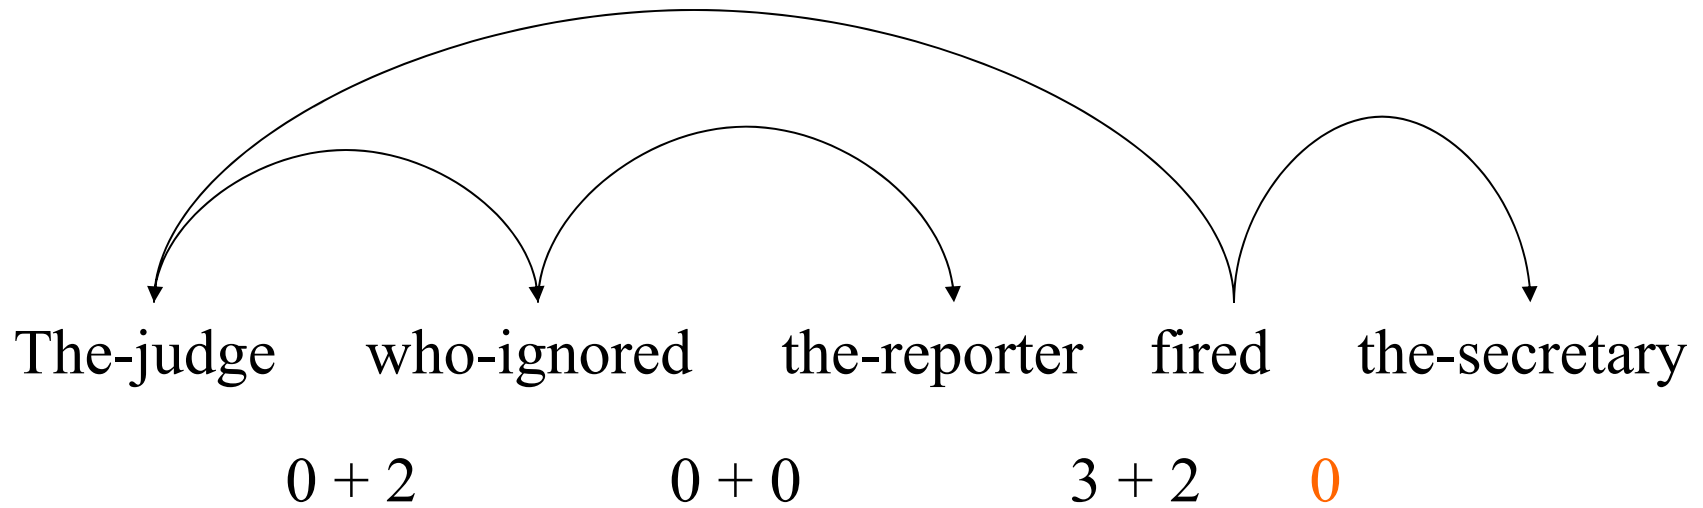 The-judge who-ignored the-reporter fired the-secretary
0 + 2 0 + 0 3 + 2 0